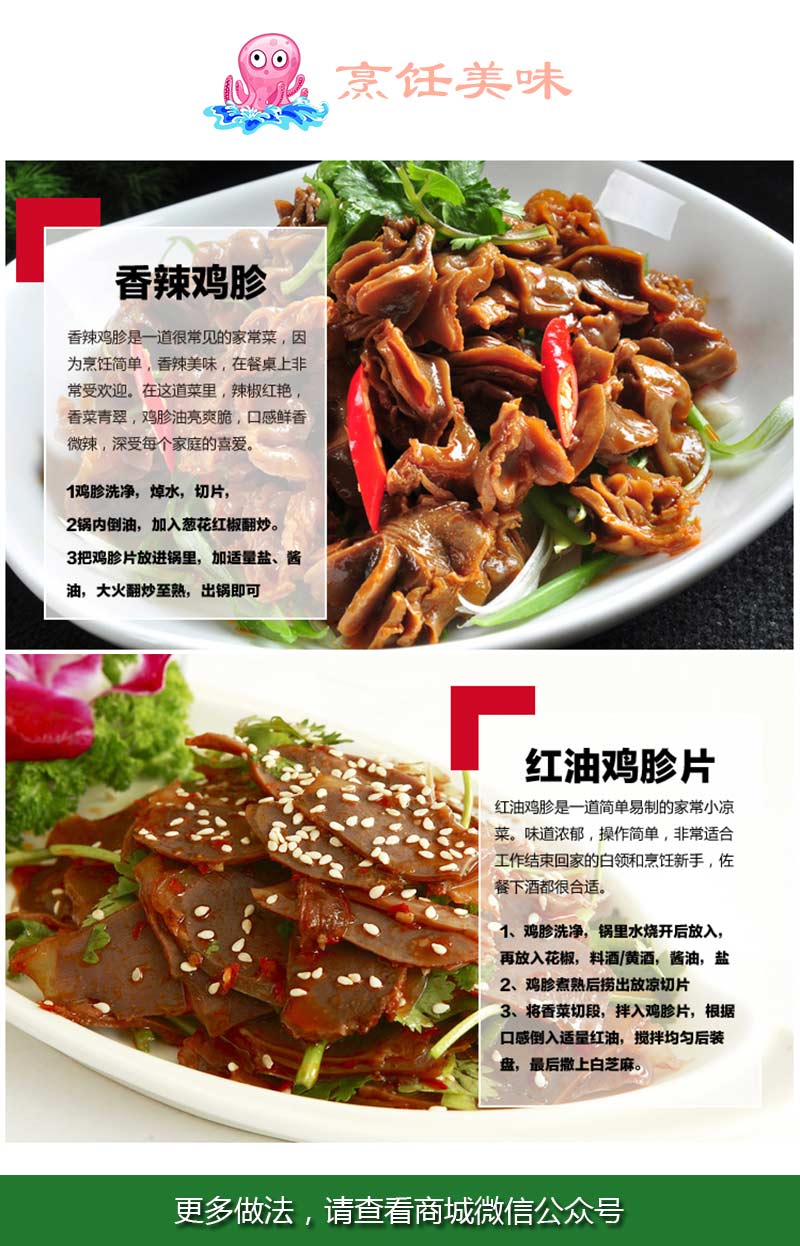 烹饪美味
香辣鸡胗
香辣鸡胗是一道很常见的家常菜，因
为烹饪简单，香辣美味，在餐桌上非
常受欢迎。在这道菜里，辣椒红艳，
香菜青翠，鸡胗油亮爽脆，口感鲜香
微辣，深受每个家庭的喜爱。
1鸡胗洗净，焯水，切片，
2锅内倒油，加入葱花红椒翻炒。
3把鸡胗片放进锅里，加适量盐、酱
油，大火翻炒至熟，出锅即可
红油鸡胗片
红油鸡胗是一道简单易制的家常小凉
菜。味道浓郁，操作简单，非常适合
工作结束回家的白领和烹饪新手，佐
餐下酒都很合适。
1、鸡胗洗净，锅里水烧开后放入，
再放入花椒，料酒/黄酒，酱油，盐
2、鸡胗煮熟后捞出放凉切片
3、将香菜切段，拌入鸡胗片，根据
口感倒入适量红油，搅拌均匀后装
盘，最后撒上白芝麻。
更多做法，请查看商城微信公众号